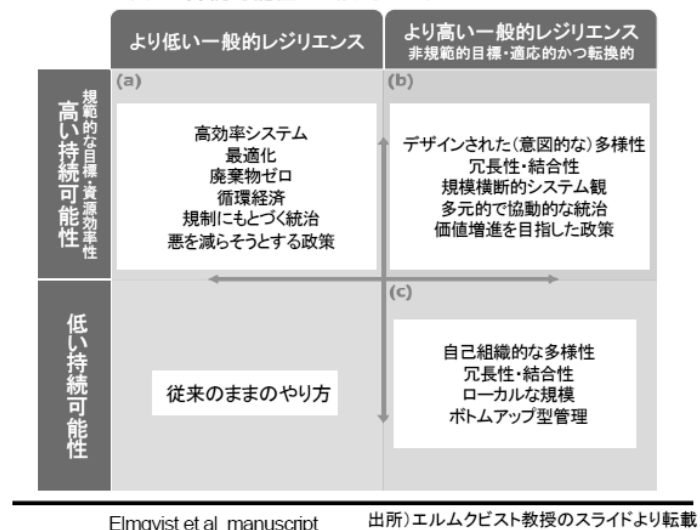 より低い一般的レジリエンス
より高い一般的レジリエンス
非規範的目標・適応的かつ転換的
高い持続可能性
規範的な目標・資源効率性
(a)
高効率システム
最適化
廃棄物ゼロ
循環経済
規制にもとづく統治
悪を減らそうとする政策
(b)
デザインされた(意図的な)多様性
冗長性・結合性
規模横断的システム観
多元的で協動的な統治
価値増進を目指した政策
低い持続可能性
従来のままのやり方
(c)
自己組織的な多様性
冗長性・結合性
ローカルな規模
ボトムアップ型管理
Elmqvist et al manuscript
出所)エルムクビスト教授のスライドより転載